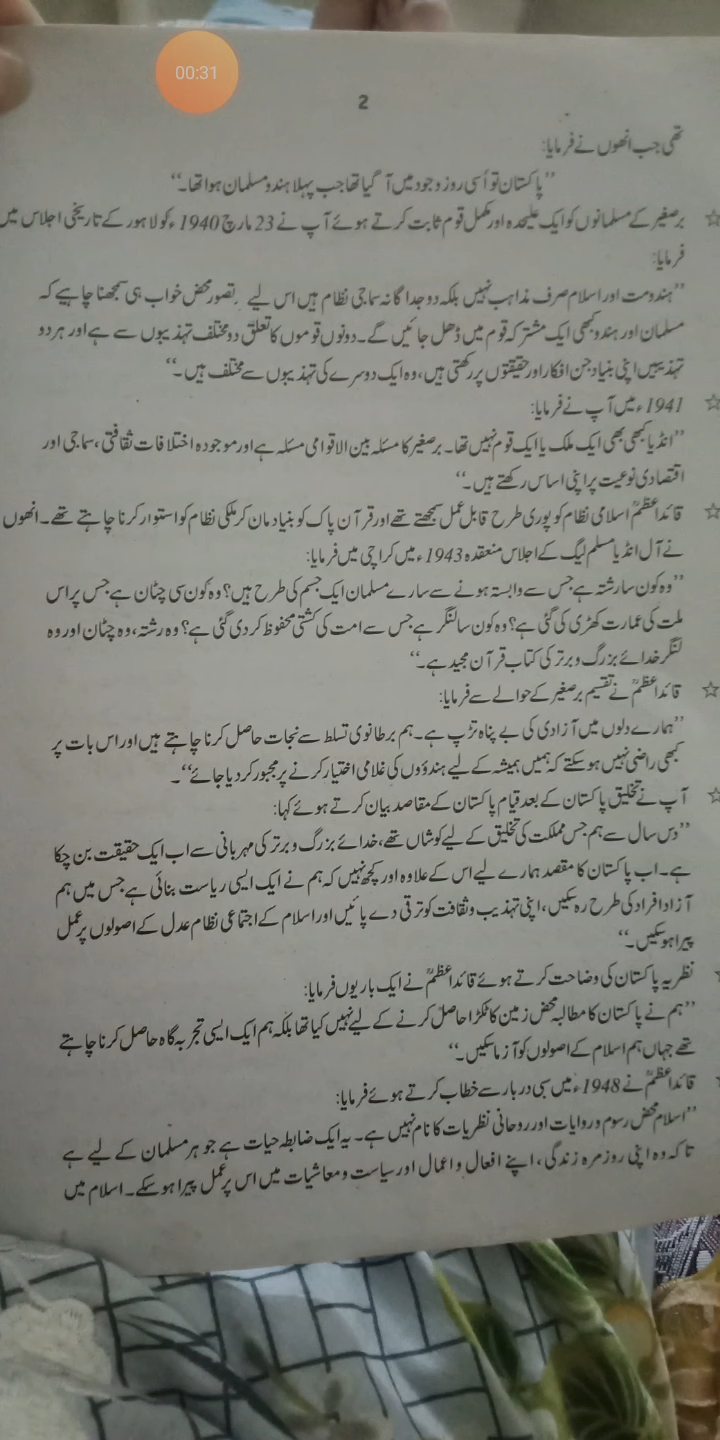 00:31
2
تھی جب انھوں نے فرمایا:
”پاکستان تو اُسی روز وجود میں آ گیا تھا جب پہلا ہندو مسلمان ہوا تھا۔“
☆ برصغیر کے مسلمانوں کو ایک علیٰحدہ اور مکمل قوم ثابت کرتے ہوئے آپ نے 23 مارچ 1940ء کو لاہور کے تاریخی اجلاس میں
فرمایا:
”ہندومت اور اسلام صرف مذاہب نہیں بلکہ دو جداگانہ سماجی نظام ہیں اس لیے یہ تصور محض خواب ہی سمجھنا چاہیے کہ
مسلمان اور ہندو کبھی ایک مشترکہ قوم میں ڈھل جائیں گے۔ دونوں قوموں کا تعلق دو مختلف تہذیبوں سے ہے اور ہر دو
تہذیبیں اپنی بنیاد جن افکار اور حقیقتوں پر رکھتی ہیں، وہ ایک دوسرے کی تہذیبوں سے مختلف ہیں۔“
☆ 1941ء میں آپ نے فرمایا:
”انڈیا کبھی بھی ایک ملک یا ایک قوم نہیں تھا۔ برصغیر کا مسئلہ بین الاقوامی مسئلہ ہے اور موجودہ اختلافات ثقافتی، سماجی اور
اقتصادی نوعیت پر اپنی اساس رکھتے ہیں۔“
☆ قائداعظمؒ اسلامی نظام کو پوری طرح قابل عمل سمجھتے تھے اور قرآن پاک کو بنیاد مان کر ملکی نظام کو استوار کرنا چاہتے تھے۔ انھوں
نے آل انڈیا مسلم لیگ کے اجلاس منعقدہ 1943ء میں کراچی میں فرمایا:
”وہ کون سا رشتہ ہے جس سے وابستہ ہونے سے سارے مسلمان ایک جسم کی طرح ہیں؟ وہ کون سی چٹان ہے جس پر اس
ملت کی عمارت کھڑی کی گئی ہے؟ وہ کون سا لنگر ہے جس سے امت کی کشتی محفوظ کر دی گئی ہے؟ وہ رشتہ، وہ چٹان اور وہ
لنگر خدائے بزرگ و برتر کی کتاب قرآن مجید ہے۔“
☆ قائداعظمؒ نے تقسیم برصغیر کے حوالے سے فرمایا:
”ہمارے دلوں میں آزادی کی بے پناہ تڑپ ہے۔ ہم برطانوی تسلط سے نجات حاصل کرنا چاہتے ہیں اور اس بات پر
کبھی راضی نہیں ہو سکتے کہ ہمیں ہمیشہ کے لیے ہندوؤں کی غلامی اختیار کرنے پر مجبور کر دیا جائے“۔
☆ آپ نے تخلیق پاکستان کے بعد قیام پاکستان کے مقاصد بیان کرتے ہوئے کہا:
”دس سال سے ہم جس مملکت کی تخلیق کے لیے کوشاں تھے، خدائے بزرگ و برتر کی مہربانی سے اب ایک حقیقت بن چکا
ہے۔ اب پاکستان کا مقصد ہمارے لیے اس کے علاوہ اور کچھ نہیں کہ ہم نے ایک ایسی ریاست بنائی ہے جس میں ہم
آزاد افراد کی طرح رہ سکیں، اپنی تہذیب و ثقافت کو ترقی دے پائیں اور اسلام کے اجتماعی نظام عدل کے اصولوں پر عمل
پیرا ہو سکیں۔“
☆ نظریہ پاکستان کی وضاحت کرتے ہوئے قائداعظمؒ نے ایک بار یوں فرمایا:
”ہم نے پاکستان کا مطالبہ محض زمین کا ٹکڑا حاصل کرنے کے لیے نہیں کیا تھا بلکہ ہم ایک ایسی تجربہ گاہ حاصل کرنا چاہتے
تھے جہاں ہم اسلام کے اصولوں کو آزما سکیں۔“
☆ قائداعظمؒ نے 1948ء میں سبی دربار سے خطاب کرتے ہوئے فرمایا:
”اسلام محض رسوم و روایات اور روحانی نظریات کا نام نہیں ہے۔ یہ ایک ضابطہ حیات ہے جو ہر مسلمان کے لیے ہے
تاکہ وہ اپنی روزمرہ زندگی، اپنے افعال و اعمال اور سیاست و معاشیات میں اس پر عمل پیرا ہو سکے۔ اسلام میں